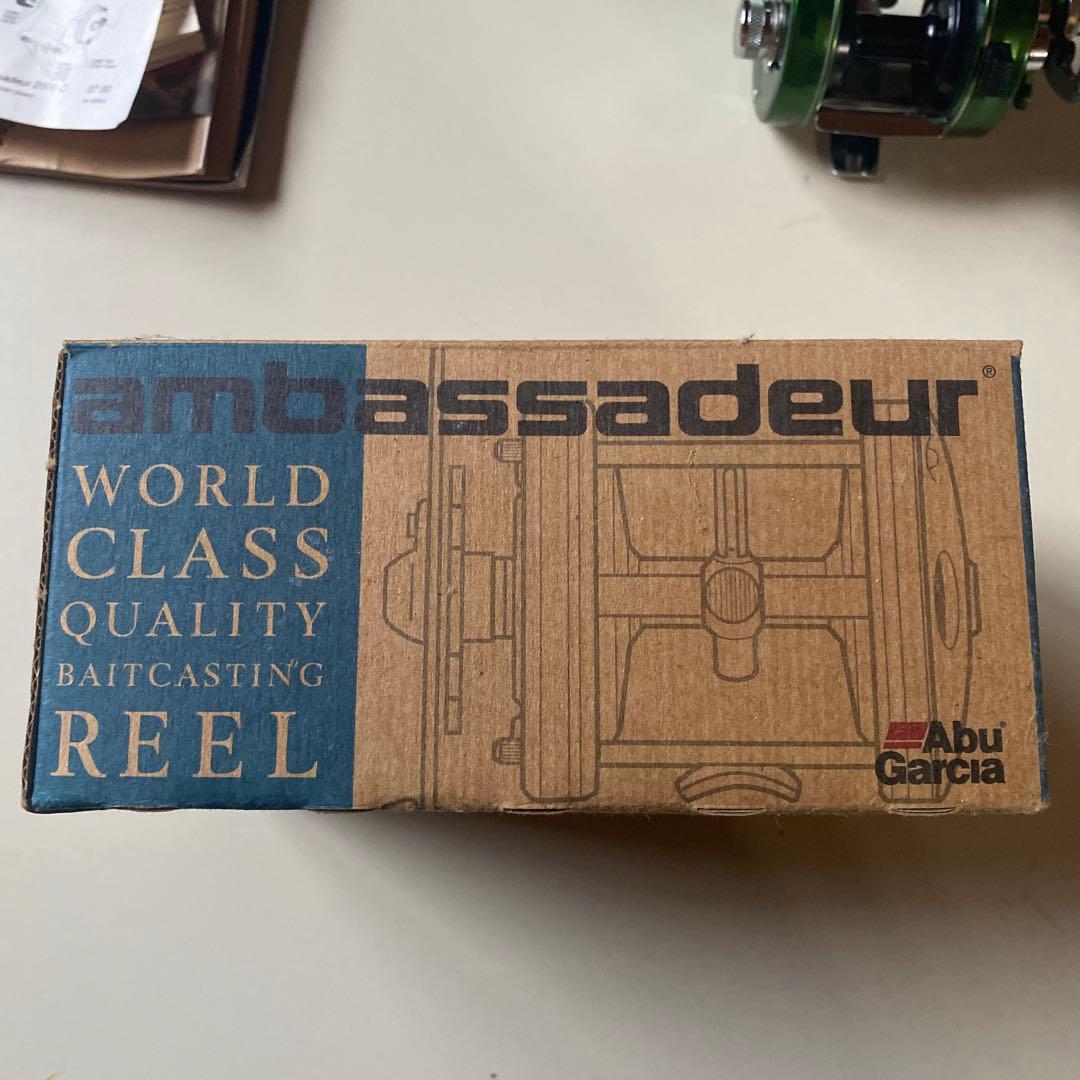 ambassadeur®
WORLD
CLASS
QUALITY
BAITCASTING
REEL
Abu
Garcia